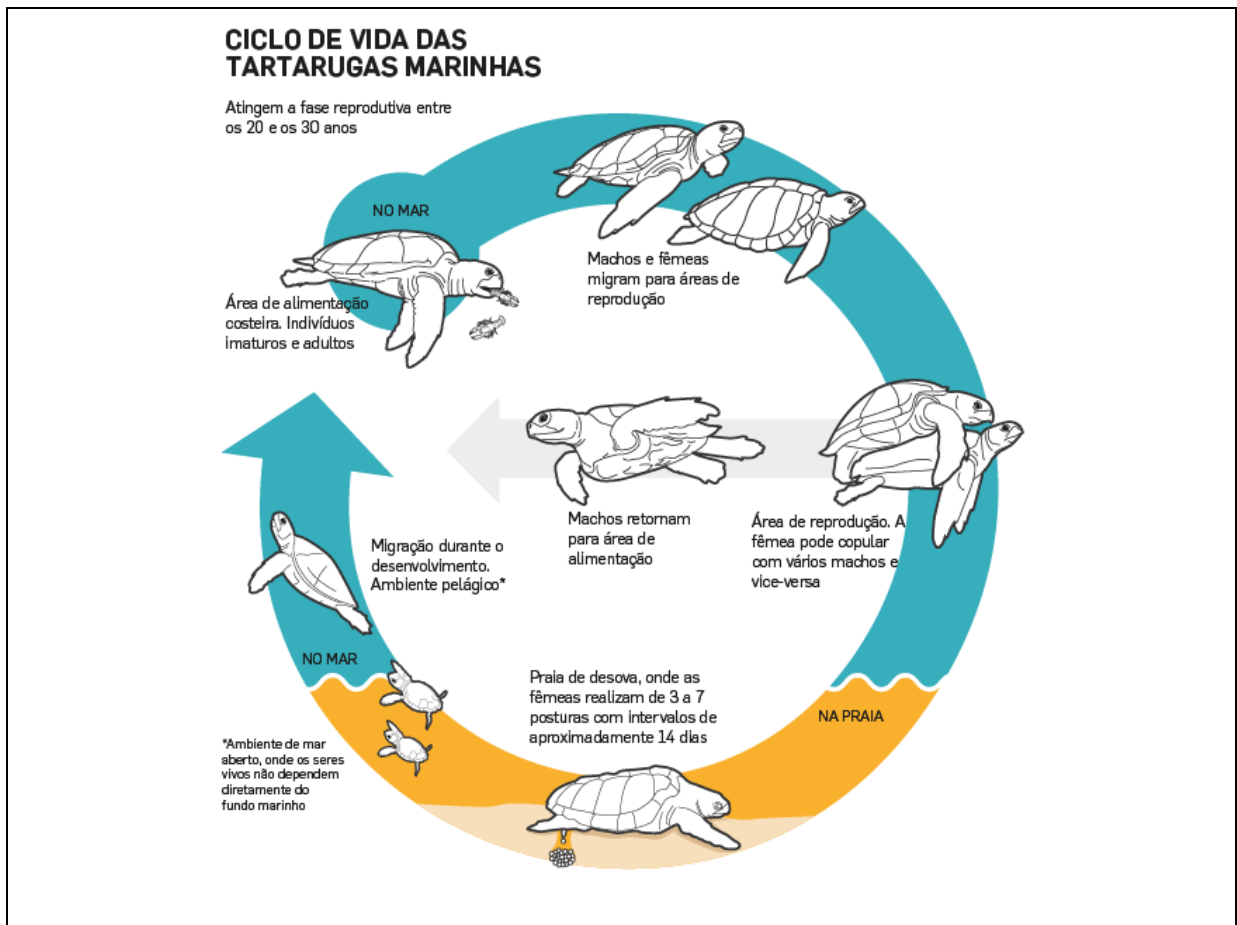 CICLO DE VIDA DAS
TARTARUGAS MARINHAS
Atingem a fase reprodutiva entre
os 20 e os 30 anos
NO MAR
Área de alimentação
costeira. Indivíduos
imaturos e adultos
Machos e fêmeas
migram para áreas de
reprodução
Machos retornam
para área de
alimentação
Área de reprodução. A
fêmea pode copular
com vários machos e
vice-versa
Migração durante o
desenvolvimento.
Ambiente pelágico*
NO MAR
Praia de desova, onde as
fêmeas realizam de 3 a 7
posturas com intervalos de
aproximadamente 14 dias
NA PRAIA
*Ambiente de mar
aberto, onde os seres
vivos não dependem
diretamente do
fundo marinho